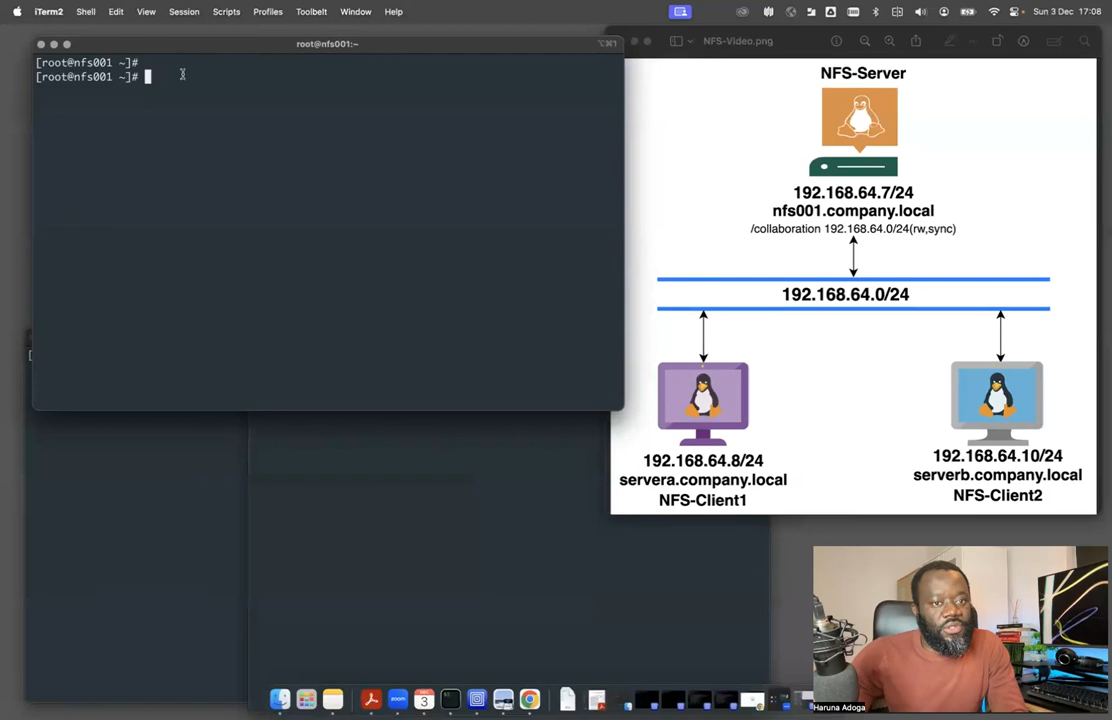 iTerm2 Shell Edit View Session Scripts Profiles Toolbelt Window Help
Sun 3 Dec 17:08
root@nfs001:~
⌥⌘1
[root@nfs001 ~]#
[root@nfs001 ~]#
NFS-Video.png
NFS-Server
192.168.64.7/24
nfs001.company.local
/collaboration 192.168.64.0/24(rw,sync)
192.168.64.0/24
192.168.64.8/24
servera.company.local
NFS-Client1
192.168.64.10/24
serverb.company.local
NFS-Client2
Haruna Adoga
zoom
3